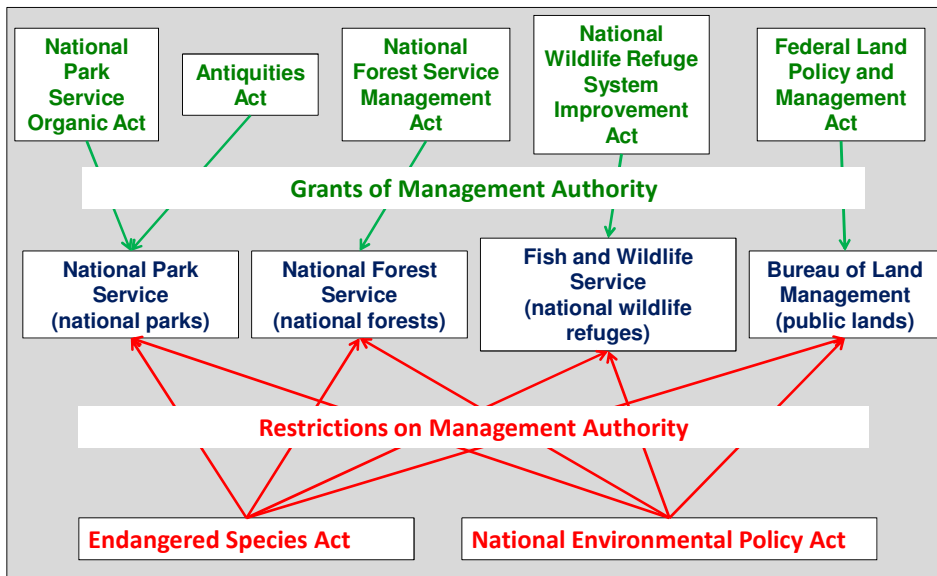 National
Park
Service
Organic Act
Antiquities
Act
National
Forest Service
Management
Act
National
Wildlife Refuge
System
Improvement
Act
Federal Land
Policy and
Management
Act
Grants of Management Authority
National Park
Service
(national parks)
National Forest
Service
(national forests)
Fish and Wildlife
Service
(national wildlife
refuges)
Bureau of Land
Management
(public lands)
Restrictions on Management Authority
Endangered Species Act
National Environmental Policy Act